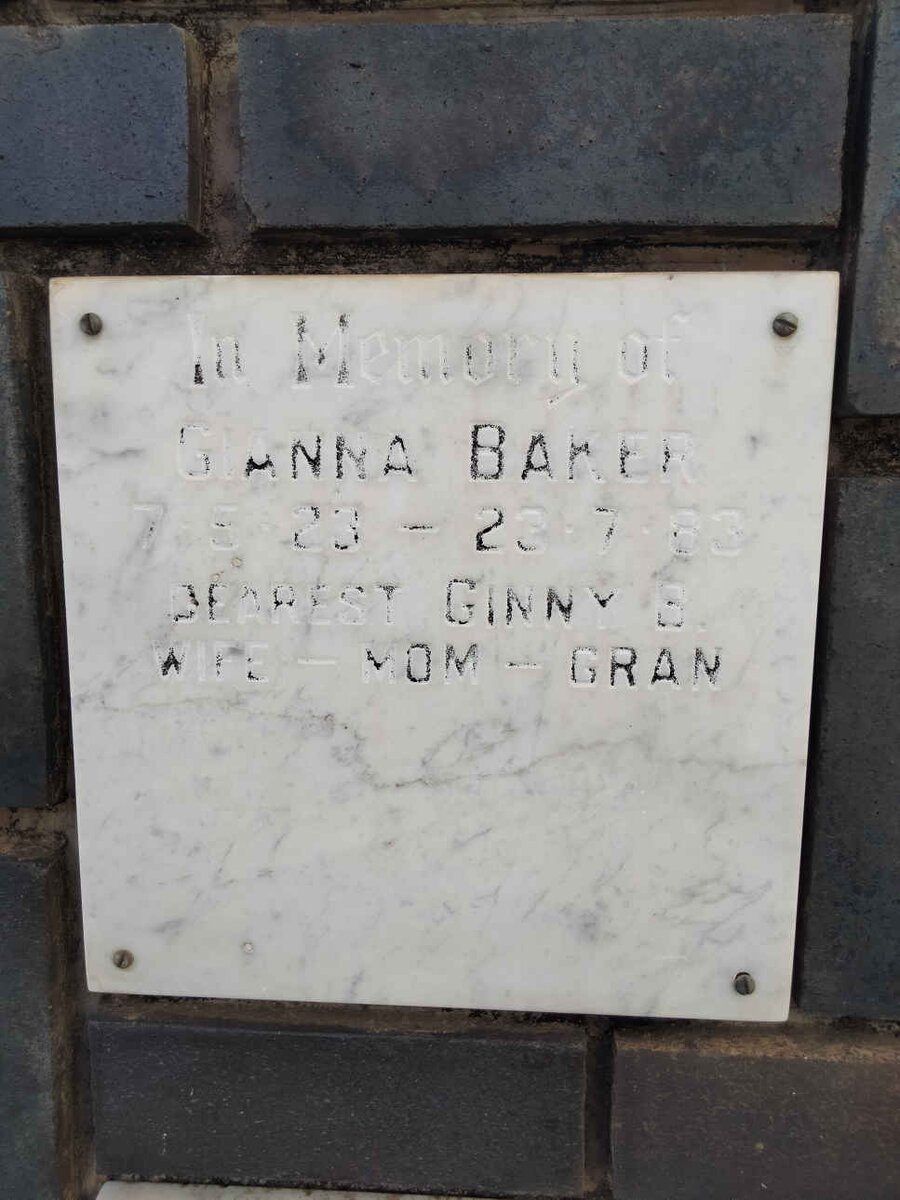 In Memory of
GIANNA BAKER
7·5·23 – 23·7·83
DEAREST GINNY B.
WIFE – MOM – GRAN